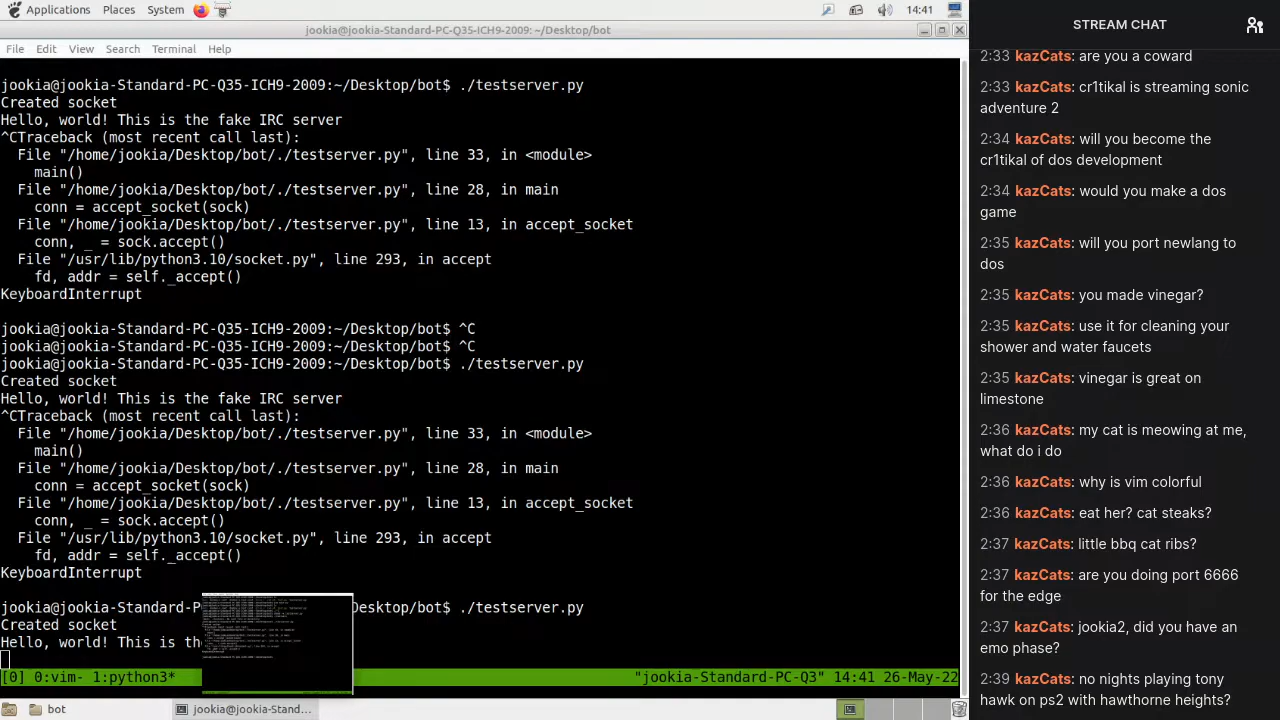 Applications Places System 14:41
jookia@jookia-Standard-PC-Q35-ICH9-2009: ~/Desktop/bot
File Edit View Search Terminal Help
jookia@jookia-Standard-PC-Q35-ICH9-2009:~/Desktop/bot$ ./testserver.py
Created socket
Hello, world! This is the fake IRC server
^CTraceback (most recent call last):
File "/home/jookia/Desktop/bot/./testserver.py", line 33, in <module>
main()
File "/home/jookia/Desktop/bot/./testserver.py", line 28, in main
conn = accept_socket(sock)
File "/home/jookia/Desktop/bot/./testserver.py", line 13, in accept_socket
conn, _ = sock.accept()
File "/usr/lib/python3.10/socket.py", line 293, in accept
fd, addr = self._accept()
KeyboardInterrupt
jookia@jookia-Standard-PC-Q35-ICH9-2009:~/Desktop/bot$ ^C
jookia@jookia-Standard-PC-Q35-ICH9-2009:~/Desktop/bot$ ^C
jookia@jookia-Standard-PC-Q35-ICH9-2009:~/Desktop/bot$ ./testserver.py
Created socket
Hello, world! This is the fake IRC server
^CTraceback (most recent call last):
File "/home/jookia/Desktop/bot/./testserver.py", line 33, in <module>
main()
File "/home/jookia/Desktop/bot/./testserver.py", line 28, in main
conn = accept_socket(sock)
File "/home/jookia/Desktop/bot/./testserver.py", line 13, in accept_socket
conn, _ = sock.accept()
File "/usr/lib/python3.10/socket.py", line 293, in accept
fd, addr = self._accept()
KeyboardInterrupt
jookia@jookia-Standard-P Desktop/bot$ ./testserver.py
Created socket
Hello, world! This is th
[0] 0:vim- 1:python3* "jookia-Standard-PC-Q3" 14:41 26-May-22
bot jookia@jookia-Stand...
STREAM CHAT
2:33 kazCats: are you a coward
2:33 kazCats: cr1tikal is streaming sonic
adventure 2
2:34 kazCats: will you become the
cr1tikal of dos development
2:34 kazCats: would you make a dos
game
2:35 kazCats: will you port newlang to
dos
2:35 kazCats: you made vinegar?
2:35 kazCats: use it for cleaning your
shower and water faucets
2:35 kazCats: vinegar is great on
limestone
2:36 kazCats: my cat is meowing at me,
what do i do
2:36 kazCats: why is vim colorful
2:36 kazCats: eat her? cat steaks?
2:37 kazCats: little bbq cat ribs?
2:37 kazCats: are you doing port 6666
for the edge
2:37 kazCats: jookia2, did you have an
emo phase?
2:39 kazCats: no nights playing tony
hawk on ps2 with hawthorne heights?